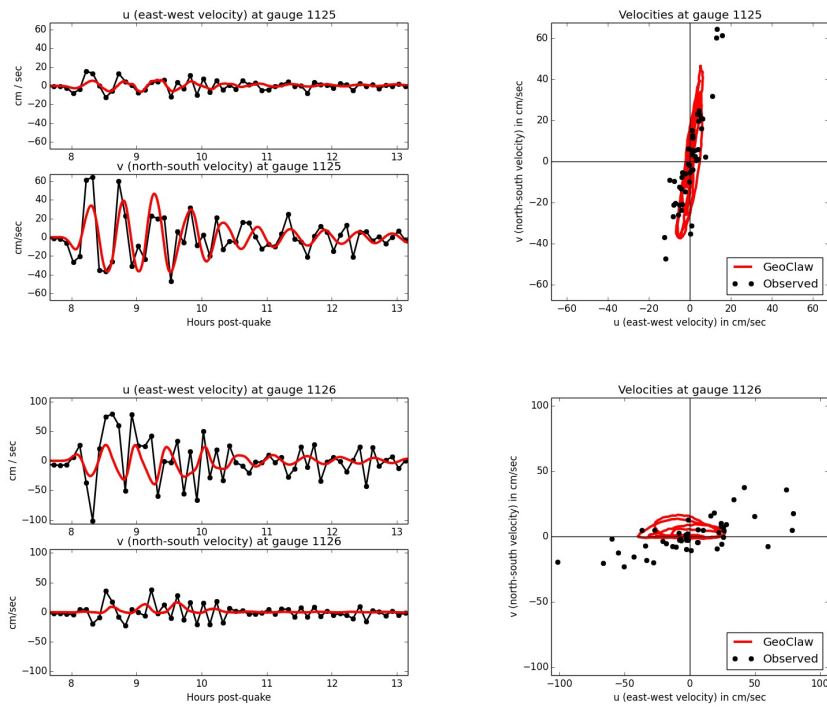 u (east-west velocity) at gauge 1125
60
40
20
0
−20
−40
−60
cm / sec
8 9 10 11 12 13
v (north-south velocity) at gauge 1125
60
40
20
0
−20
−40
−60
cm/sec
8 9 10 11 12 13
Hours post-quake
Velocities at gauge 1125
60
40
20
0
−20
−40
−60
v (north-south velocity) in cm/sec
GeoClaw
Observed
−60 −40 −20 0 20 40 60
u (east-west velocity) in cm/sec
u (east-west velocity) at gauge 1126
100
50
0
−50
−100
cm / sec
8 9 10 11 12 13
v (north-south velocity) at gauge 1126
100
50
0
−50
−100
cm/sec
8 9 10 11 12 13
Hours post-quake
Velocities at gauge 1126
100
50
0
−50
−100
v (north-south velocity) in cm/sec
GeoClaw
Observed
−100 −50 0 50 100
u (east-west velocity) in cm/sec